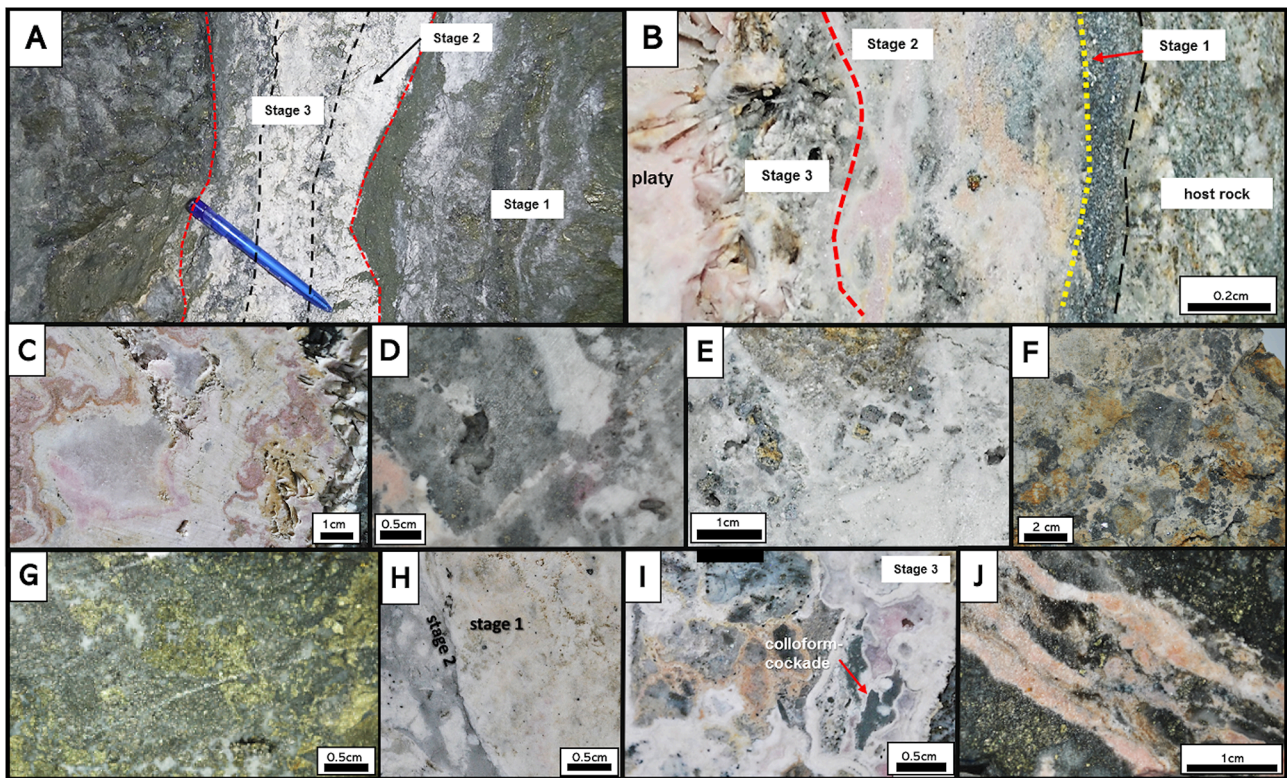 A
Stage 2
Stage 3
Stage 1
B
Stage 2
Stage 1
Stage 3
platy
host rock
0.2cm
C
1cm
D
0.5cm
E
1cm
F
2 cm
G
0.5cm
H
stage 1
stage 2
0.5cm
I
Stage 3
colloform-
cockade
0.5cm
J
1cm